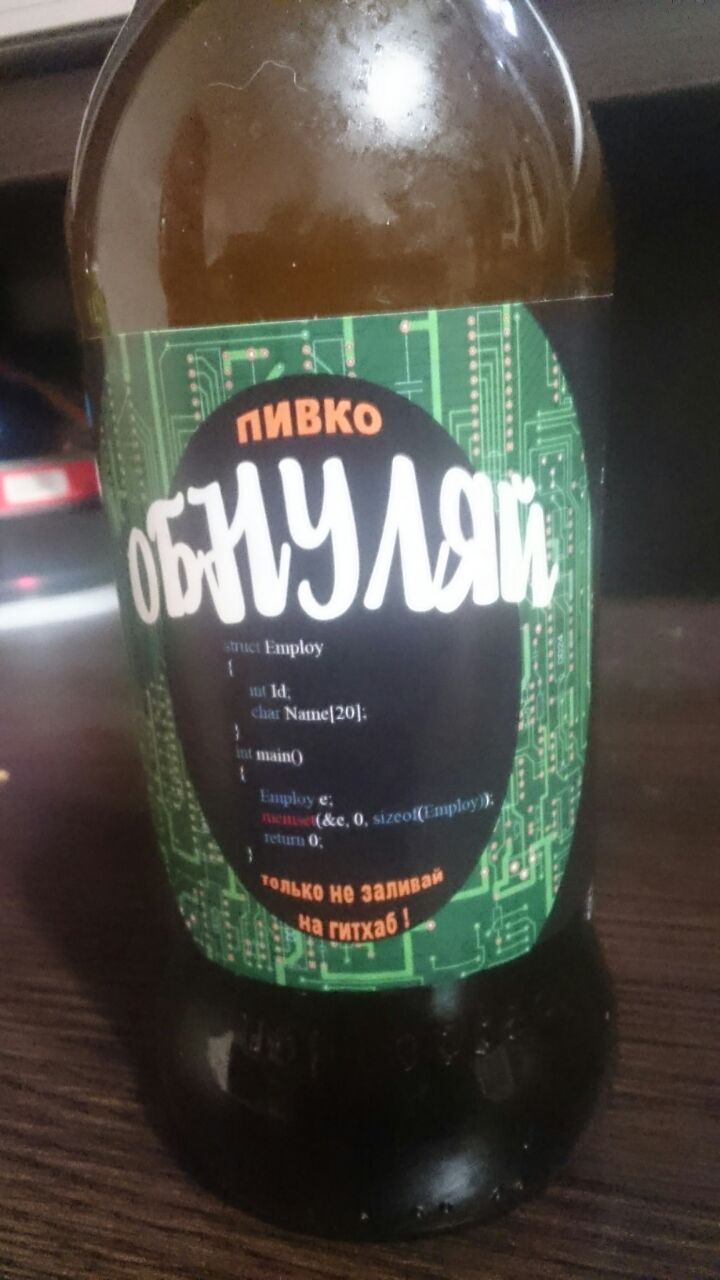 ПИВКО
ОБНУЛЯЙ
struct Employ
{
int Id;
char Name[20];
}
int main()
{
Employ e;
memset(&e, 0, sizeof(Employ));
return 0;
}
только не заливай
на гитхаб !